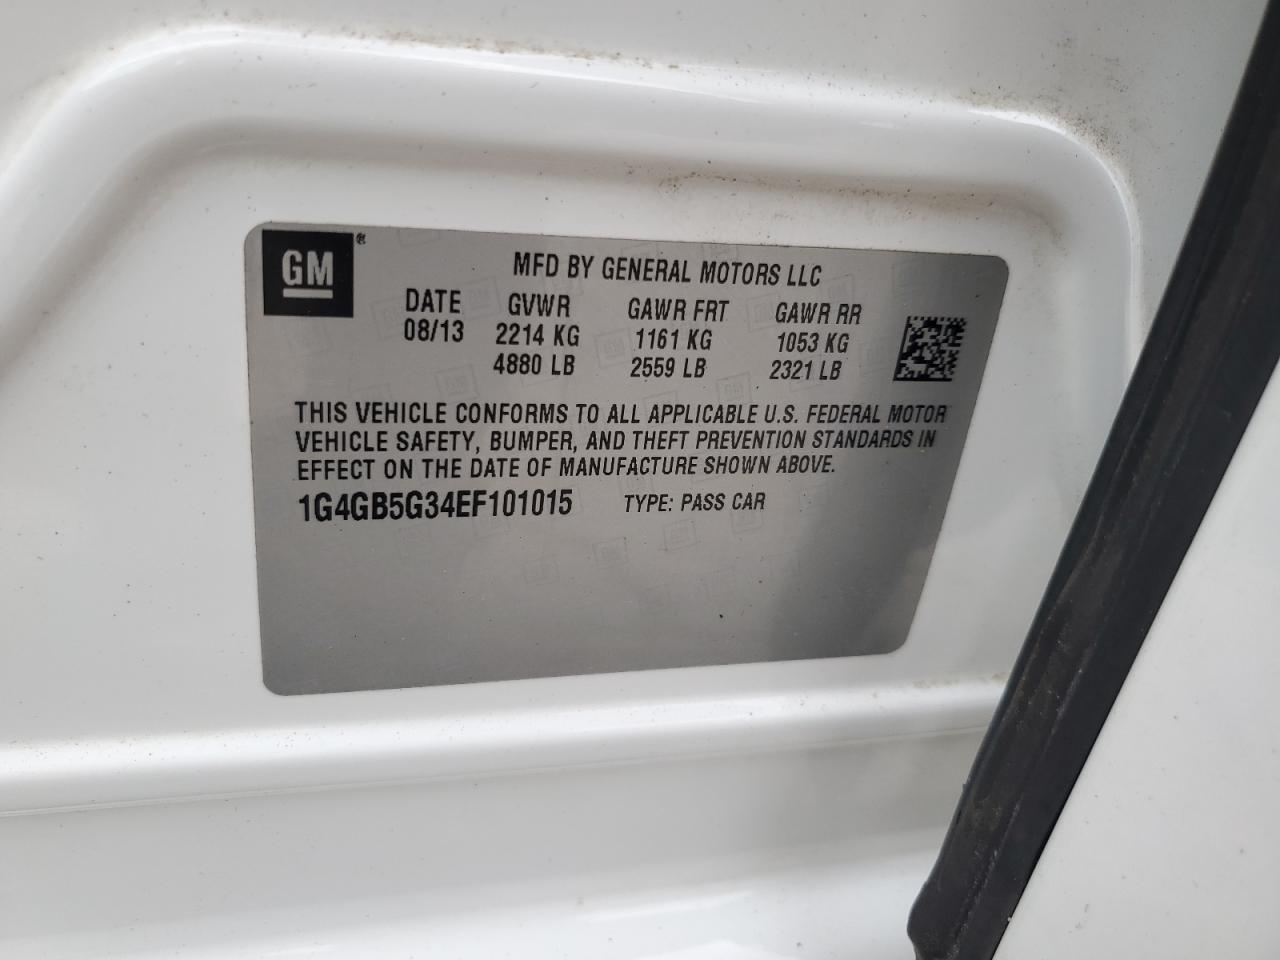 GM®
MFD BY GENERAL MOTORS LLC
DATE GVWR GAWR FRT GAWR RR
08/13 2214 KG 1161 KG 1053 KG
4880 LB 2559 LB 2321 LB
THIS VEHICLE CONFORMS TO ALL APPLICABLE U.S. FEDERAL MOTOR
VEHICLE SAFETY, BUMPER, AND THEFT PREVENTION STANDARDS IN
EFFECT ON THE DATE OF MANUFACTURE SHOWN ABOVE.
1G4GB5G34EF101015 TYPE: PASS CAR